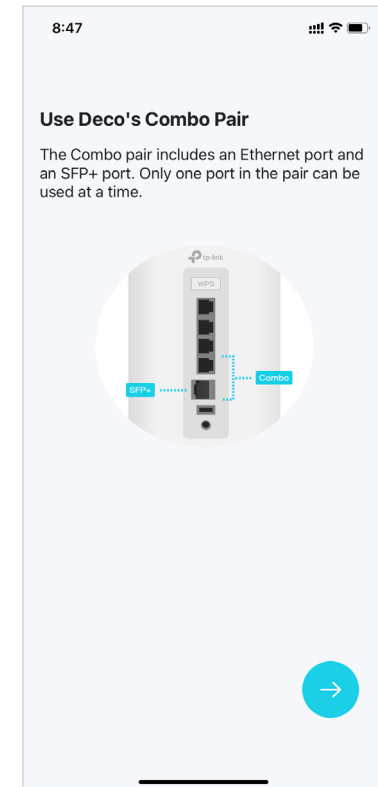 8:47
Use Deco's Combo Pair
The Combo pair includes an Ethernet port and
an SFP+ port. Only one port in the pair can be
used at a time.
tp-link
WPS
Combo
SFP+